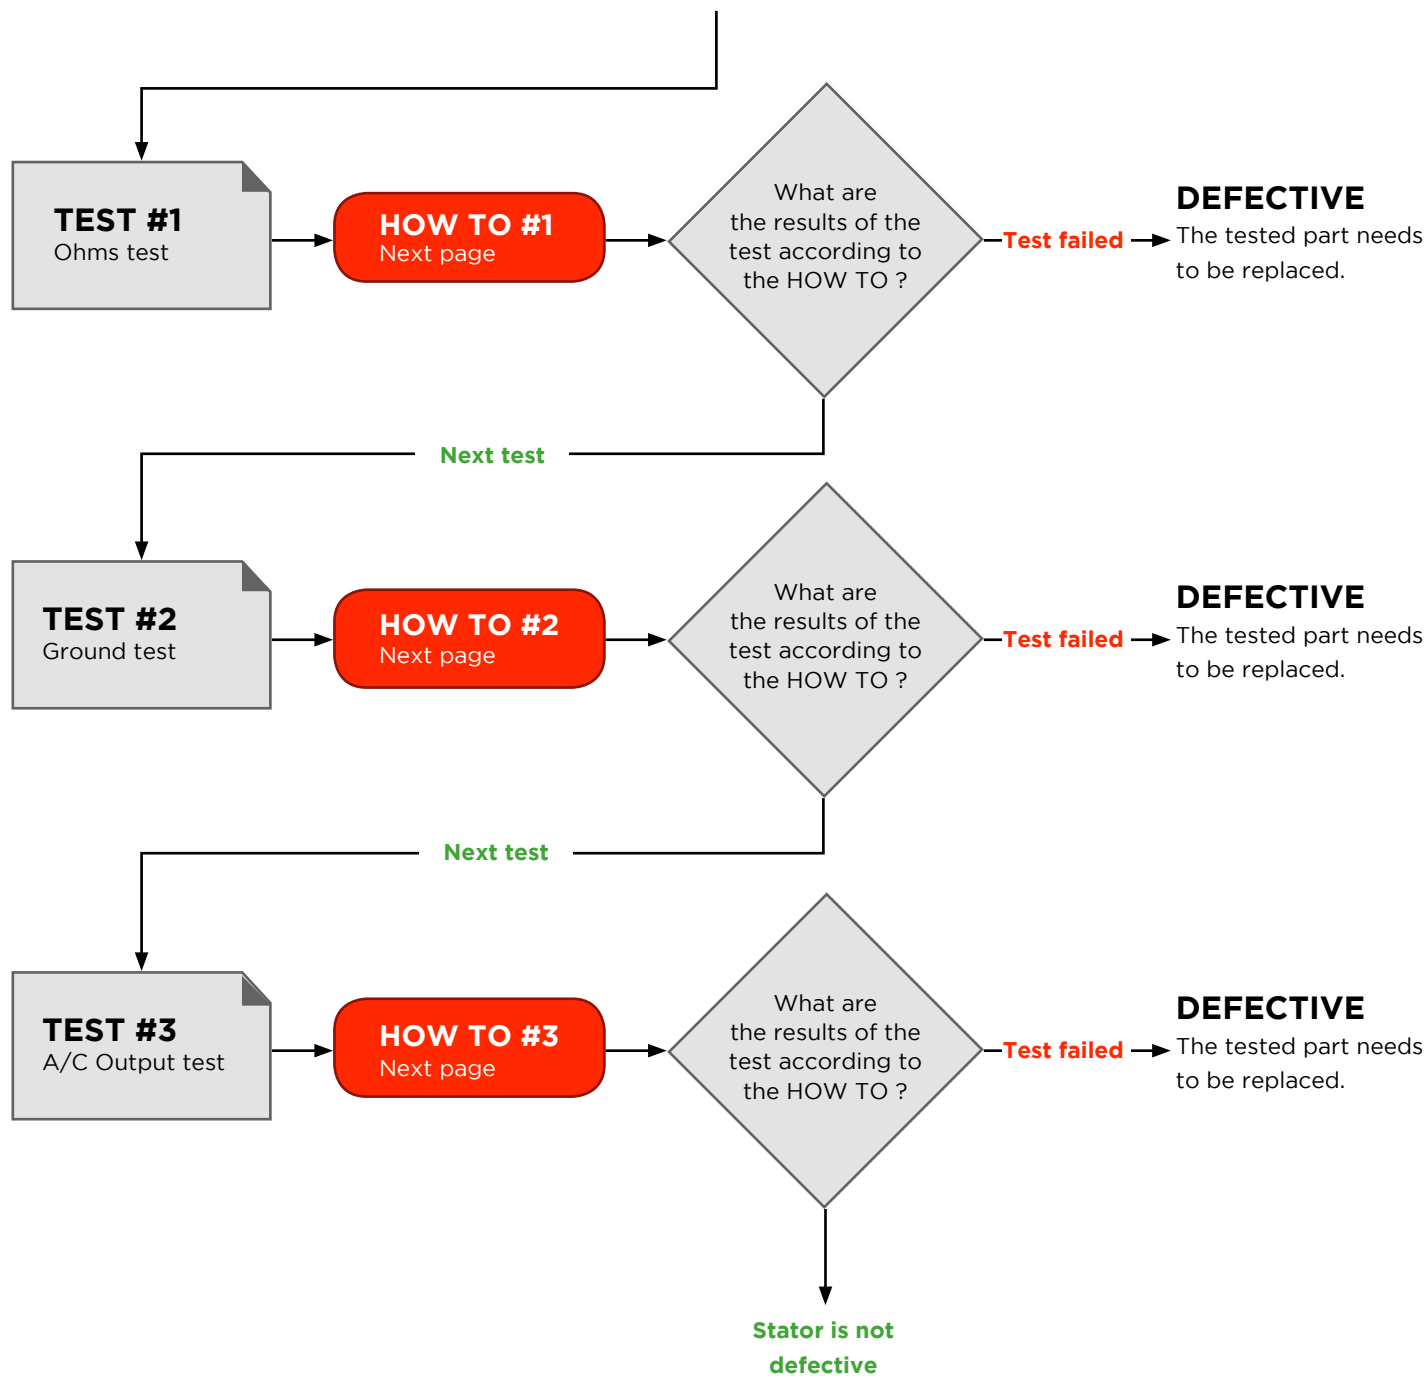 TEST #1
Ohms test
HOW TO #1
Next page
What are
the results of the
test according to
the HOW TO ?
Test failed
DEFECTIVE
The tested part needs
to be replaced.
Next test
TEST #2
Ground test
HOW TO #2
Next page
What are
the results of the
test according to
the HOW TO ?
Test failed
DEFECTIVE
The tested part needs
to be replaced.
Next test
TEST #3
A/C Output test
HOW TO #3
Next page
What are
the results of the
test according to
the HOW TO ?
Test failed
DEFECTIVE
The tested part needs
to be replaced.
Stator is not
defective